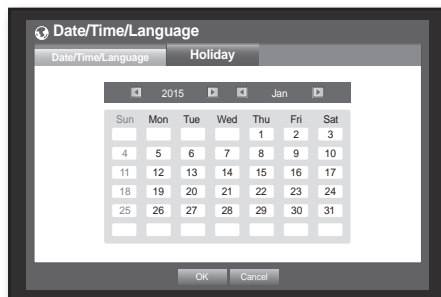 Date/Time/Language
Date/Time/Language Holiday
2015 Jan
Sun Mon Tue Wed Thu Fri Sat
1 2 3
4 5 6 7 8 9 10
11 12 13 14 15 16 17
18 19 20 21 22 23 24
25 26 27 28 29 30 31
OK Cancel